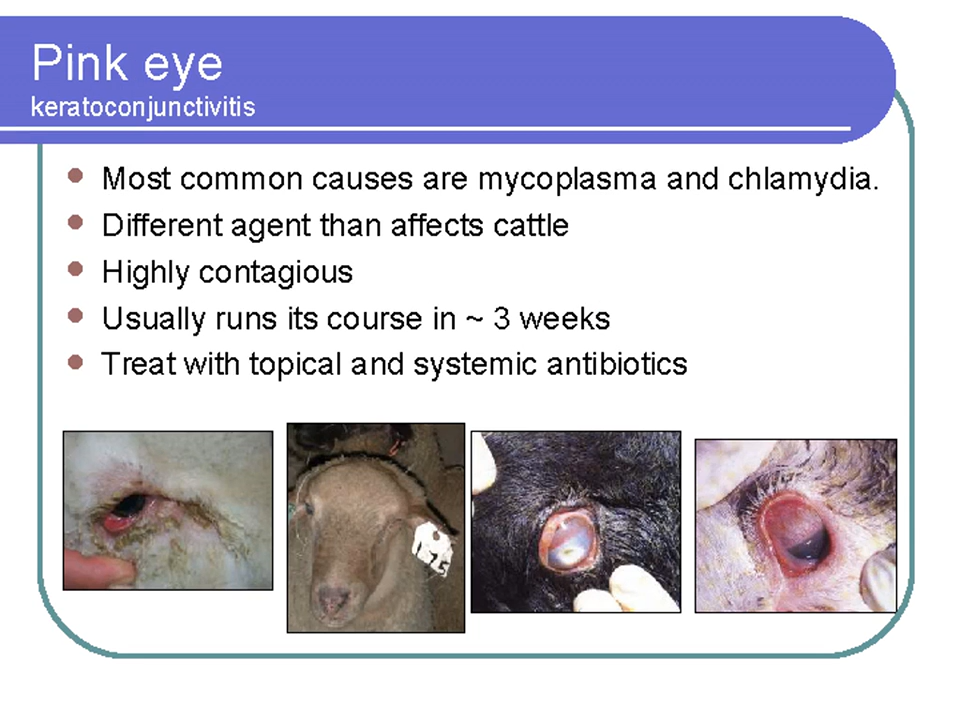 Pink eye
keratoconjunctivitis
Most common causes are mycoplasma and chlamydia.
Different agent than affects cattle
Highly contagious
Usually runs its course in ~ 3 weeks
Treat with topical and systemic antibiotics